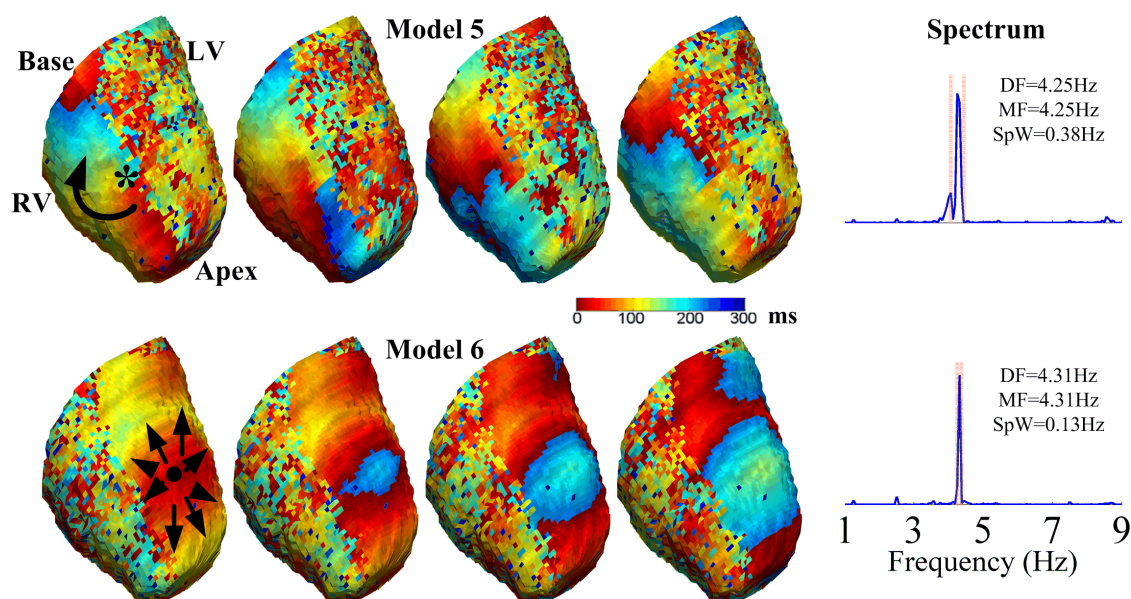 Model 5
Spectrum
Base
LV
DF=4.25Hz
MF=4.25Hz
SpW=0.38Hz
*
RV
Apex
0 100 200 300 ms
Model 6
DF=4.31Hz
MF=4.31Hz
SpW=0.13Hz
1 3 5 7 9
Frequency (Hz)